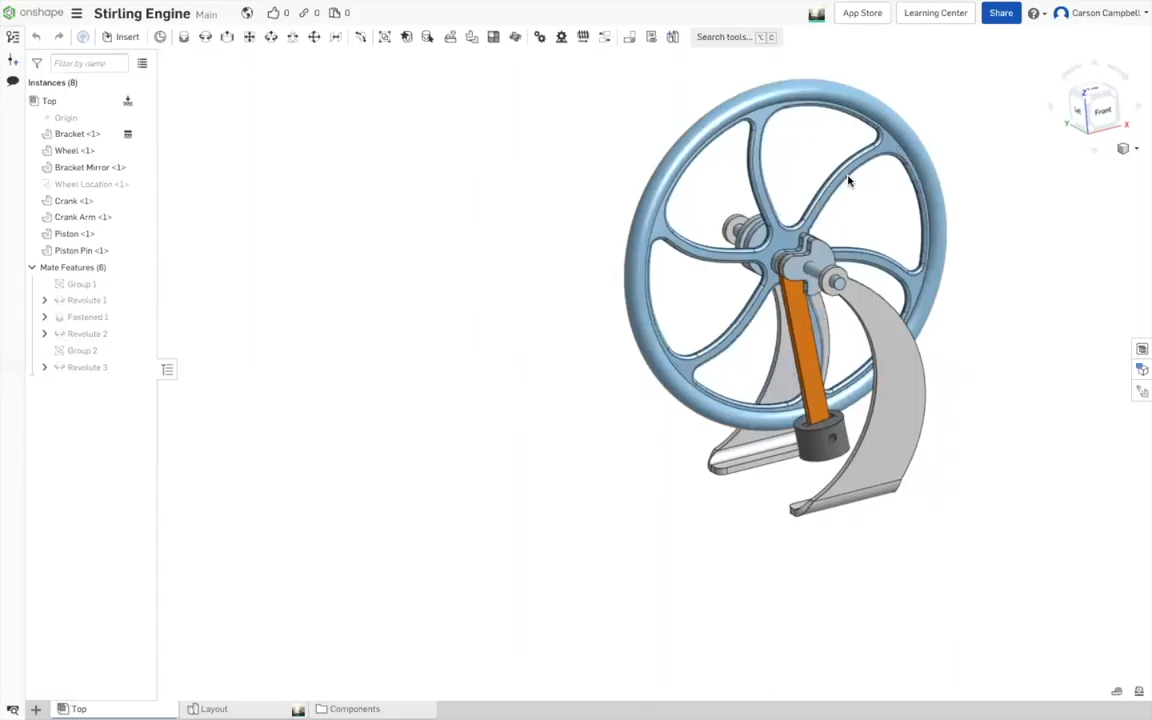 onshape Stirling Engine Main 0 0 0 App Store Learning Center Share Carson Campbell
Insert Search tools... ⌥ C
Filter by name
Instances (8)
Top
Origin
Bracket <1>
Wheel <1>
Bracket Mirror <1>
Wheel Location <1>
Crank <1>
Crank Arm <1>
Piston <1>
Piston Pin <1>
Mate Features (6)
Group 1
Revolute 1
Fastened 1
Revolute 2
Group 2
Revolute 3
Z
Front
Y X
Top Layout Components